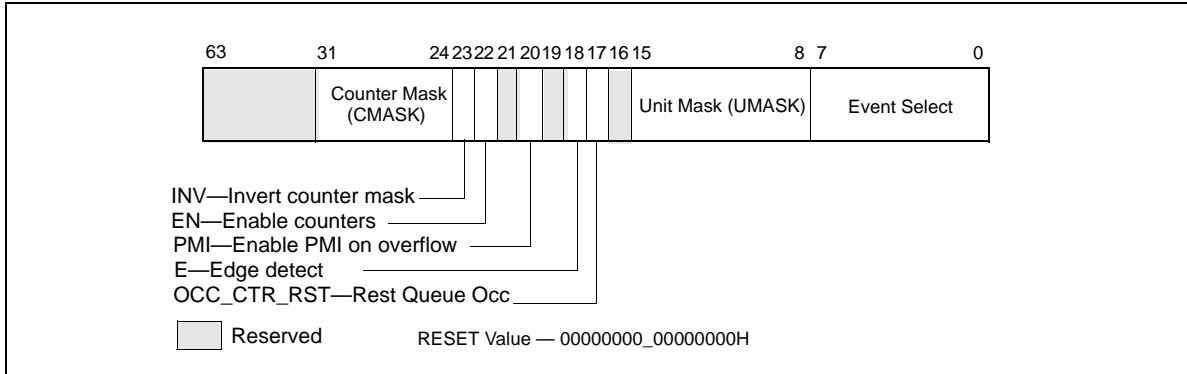 63 31 24 23 22 21 20 19 18 17 16 15 8 7 0
Counter Mask
(CMASK)
Unit Mask (UMASK)
Event Select
INV—Invert counter mask
EN—Enable counters
PMI—Enable PMI on overflow
E—Edge detect
OCC_CTR_RST—Rest Queue Occ
Reserved
RESET Value — 00000000_00000000H